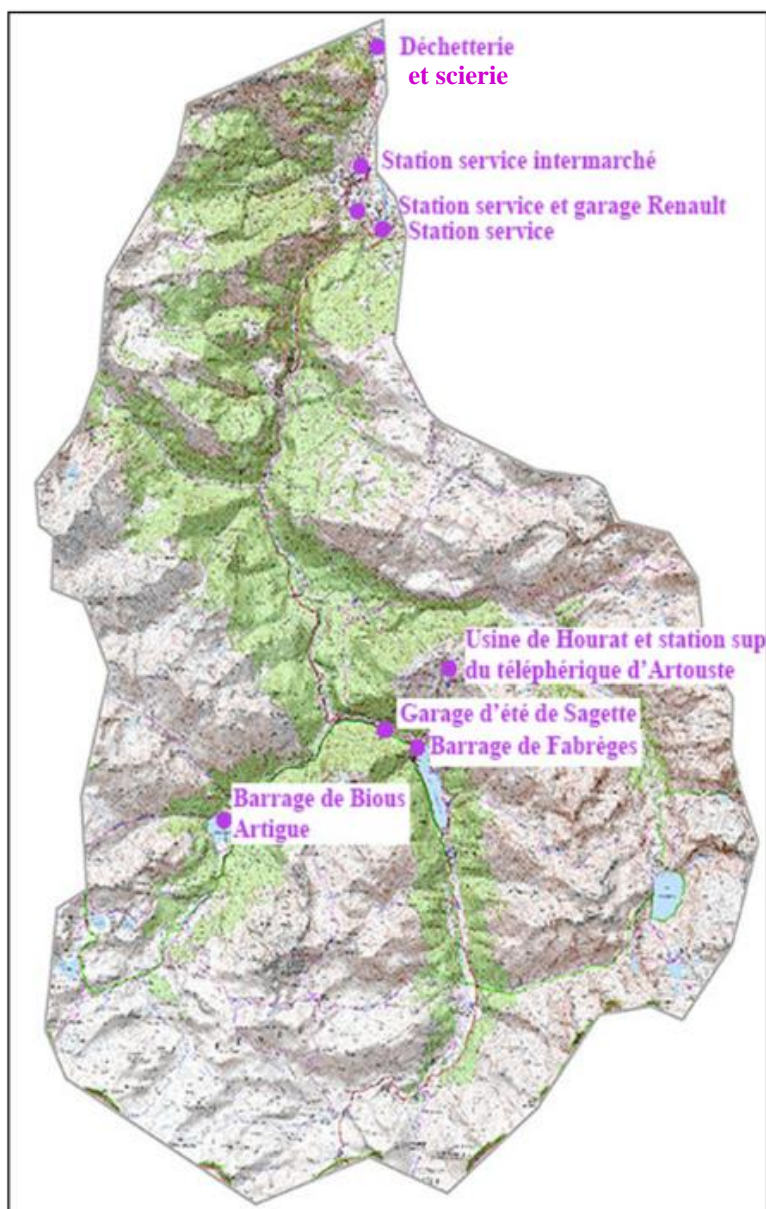 Déchetterie
et scierie
Station service intermarché
Station service et garage Renault
Station service
Usine de Hourat et station sup
du téléphérique d'Artouste
Garage d'été de Sagette
Barrage de Fabrèges
Barrage de Bious
Artigue